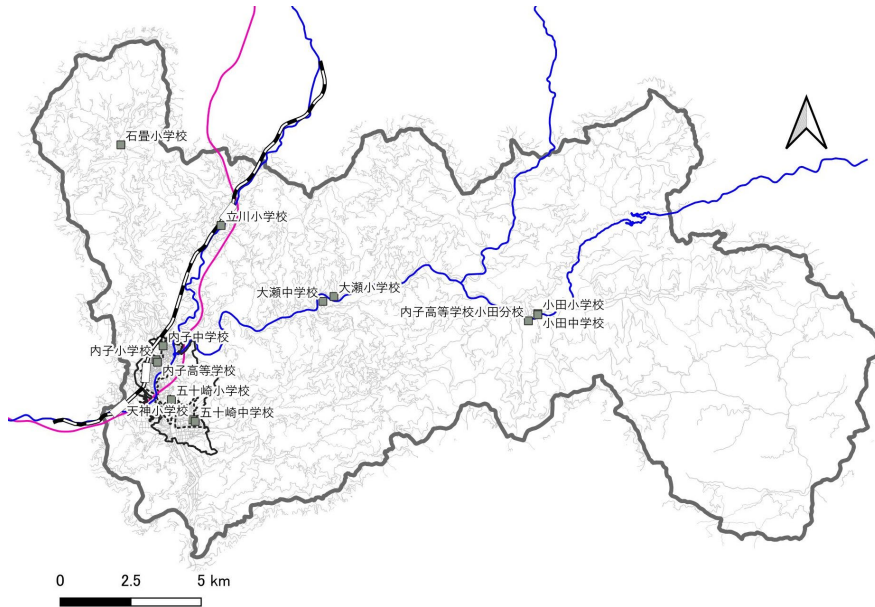 石畳小学校
立川小学校
大瀬中学校
大瀬小学校
内子高等学校小田分校
小田小学校
小田中学校
内子中学校
内子小学校
内子高等学校
五十崎小学校
天神小学校
五十崎中学校
0 2.5 5 km